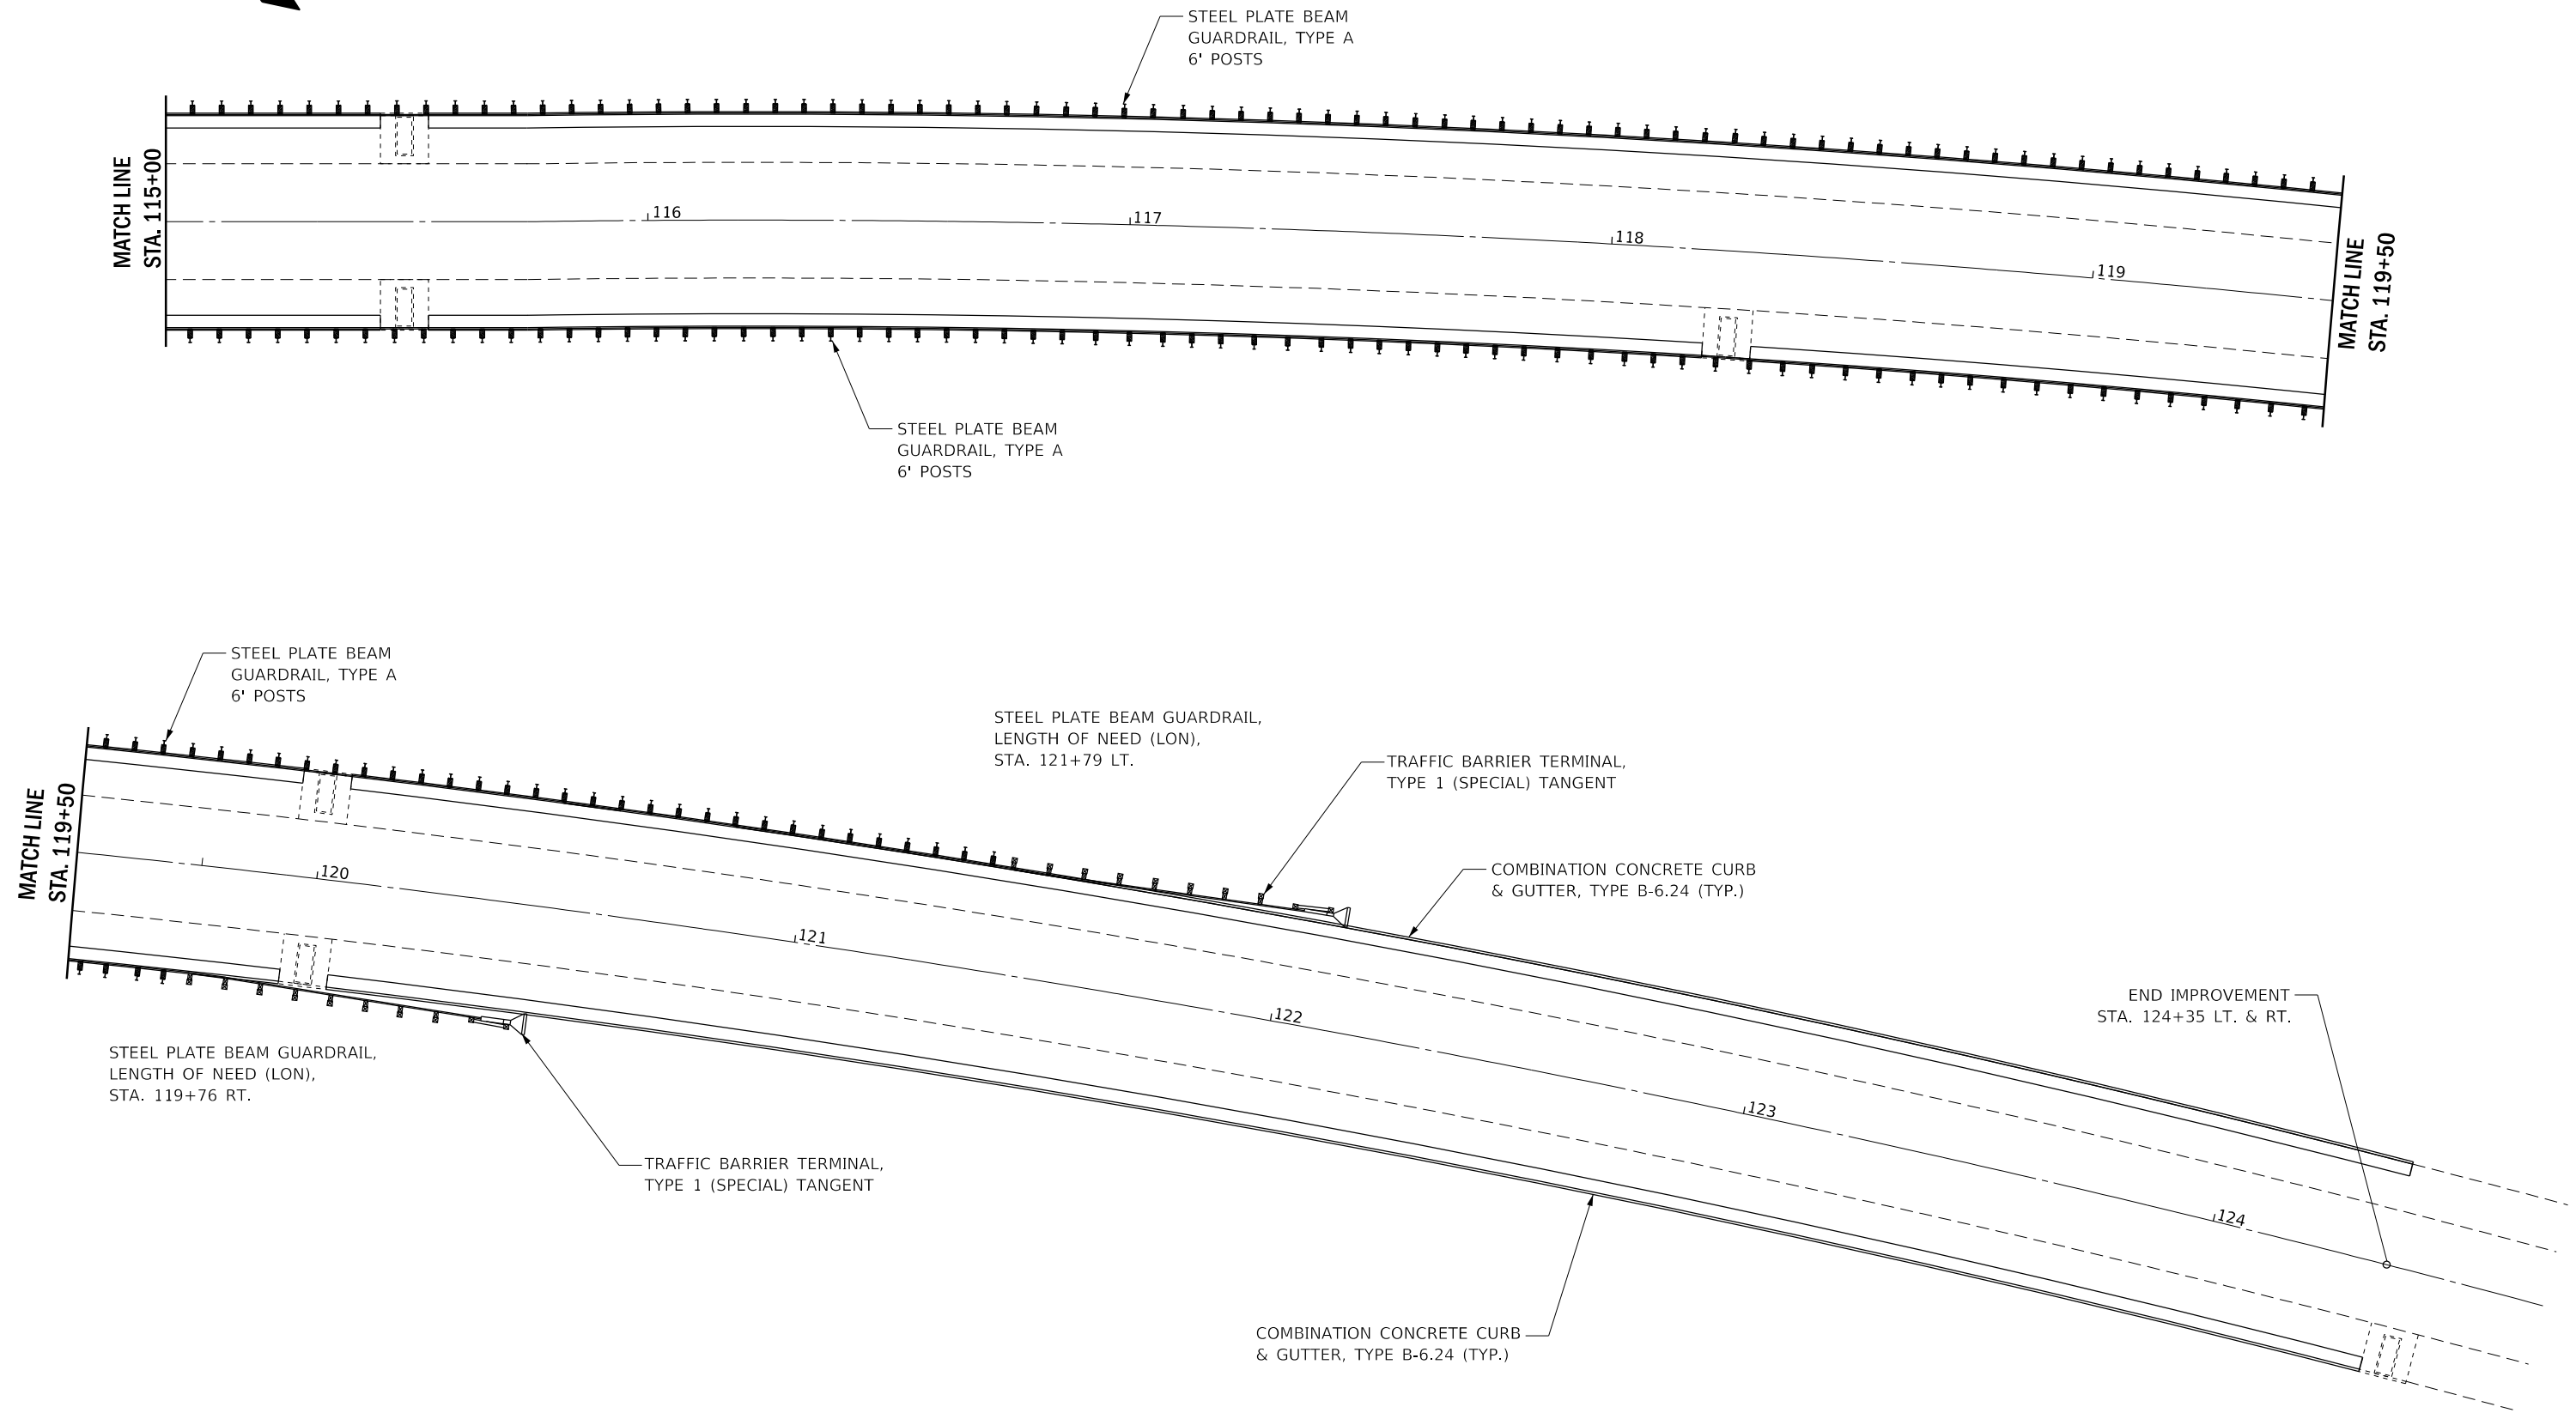 STEEL PLATE BEAM
GUARDRAIL, TYPE A
6' POSTS
MATCH LINE
STA. 115+00
116
117
118
119
MATCH LINE
STA. 119+50
STEEL PLATE BEAM
GUARDRAIL, TYPE A
6' POSTS
STEEL PLATE BEAM
GUARDRAIL, TYPE A
6' POSTS
STEEL PLATE BEAM GUARDRAIL,
LENGTH OF NEED (LON),
STA. 121+79 LT.
TRAFFIC BARRIER TERMINAL,
TYPE 1 (SPECIAL) TANGENT
COMBINATION CONCRETE CURB
& GUTTER, TYPE B-6.24 (TYP.)
MATCH LINE
STA. 119+50
120
121
122
123
124
END IMPROVEMENT
STA. 124+35 LT. & RT.
STEEL PLATE BEAM GUARDRAIL,
LENGTH OF NEED (LON),
STA. 119+76 RT.
TRAFFIC BARRIER TERMINAL,
TYPE 1 (SPECIAL) TANGENT
COMBINATION CONCRETE CURB
& GUTTER, TYPE B-6.24 (TYP.)